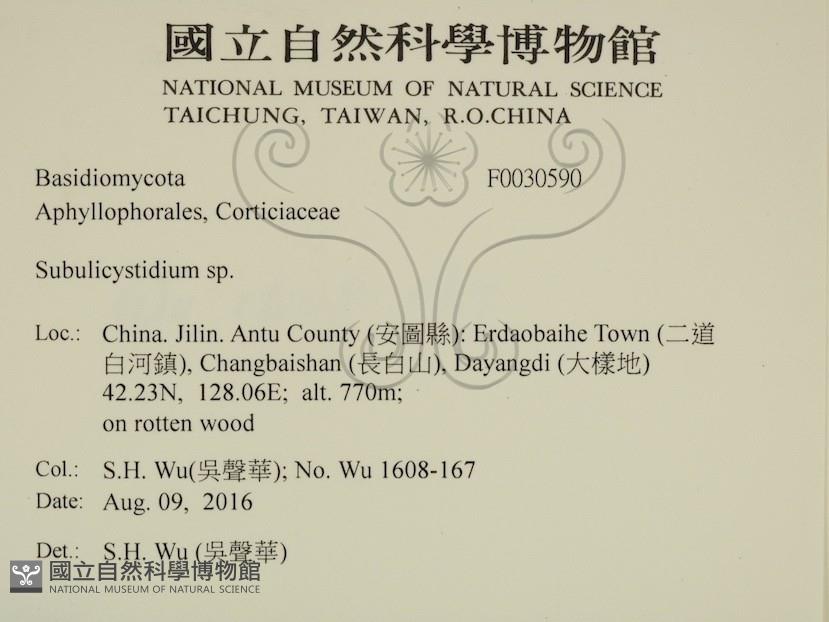 國立自然科學博物館
NATIONAL MUSEUM OF NATURAL SCIENCE
TAICHUNG, TAIWAN, R.O.CHINA
Basidiomycota F0030590
Aphyllophorales, Corticiaceae
Subulicystidium sp.
Loc.: China. Jilin. Antu County (安圖縣): Erdaobaihe Town (二道
白河鎮), Changbaishan (長白山), Dayangdi (大樣地)
42.23N, 128.06E; alt. 770m;
on rotten wood
Col.: S.H. Wu(吳聲華); No. Wu 1608-167
Date: Aug. 09, 2016
Det.: S.H. Wu (吳聲華)
國立自然科學博物館
NATIONAL MUSEUM OF NATURAL SCIENCE